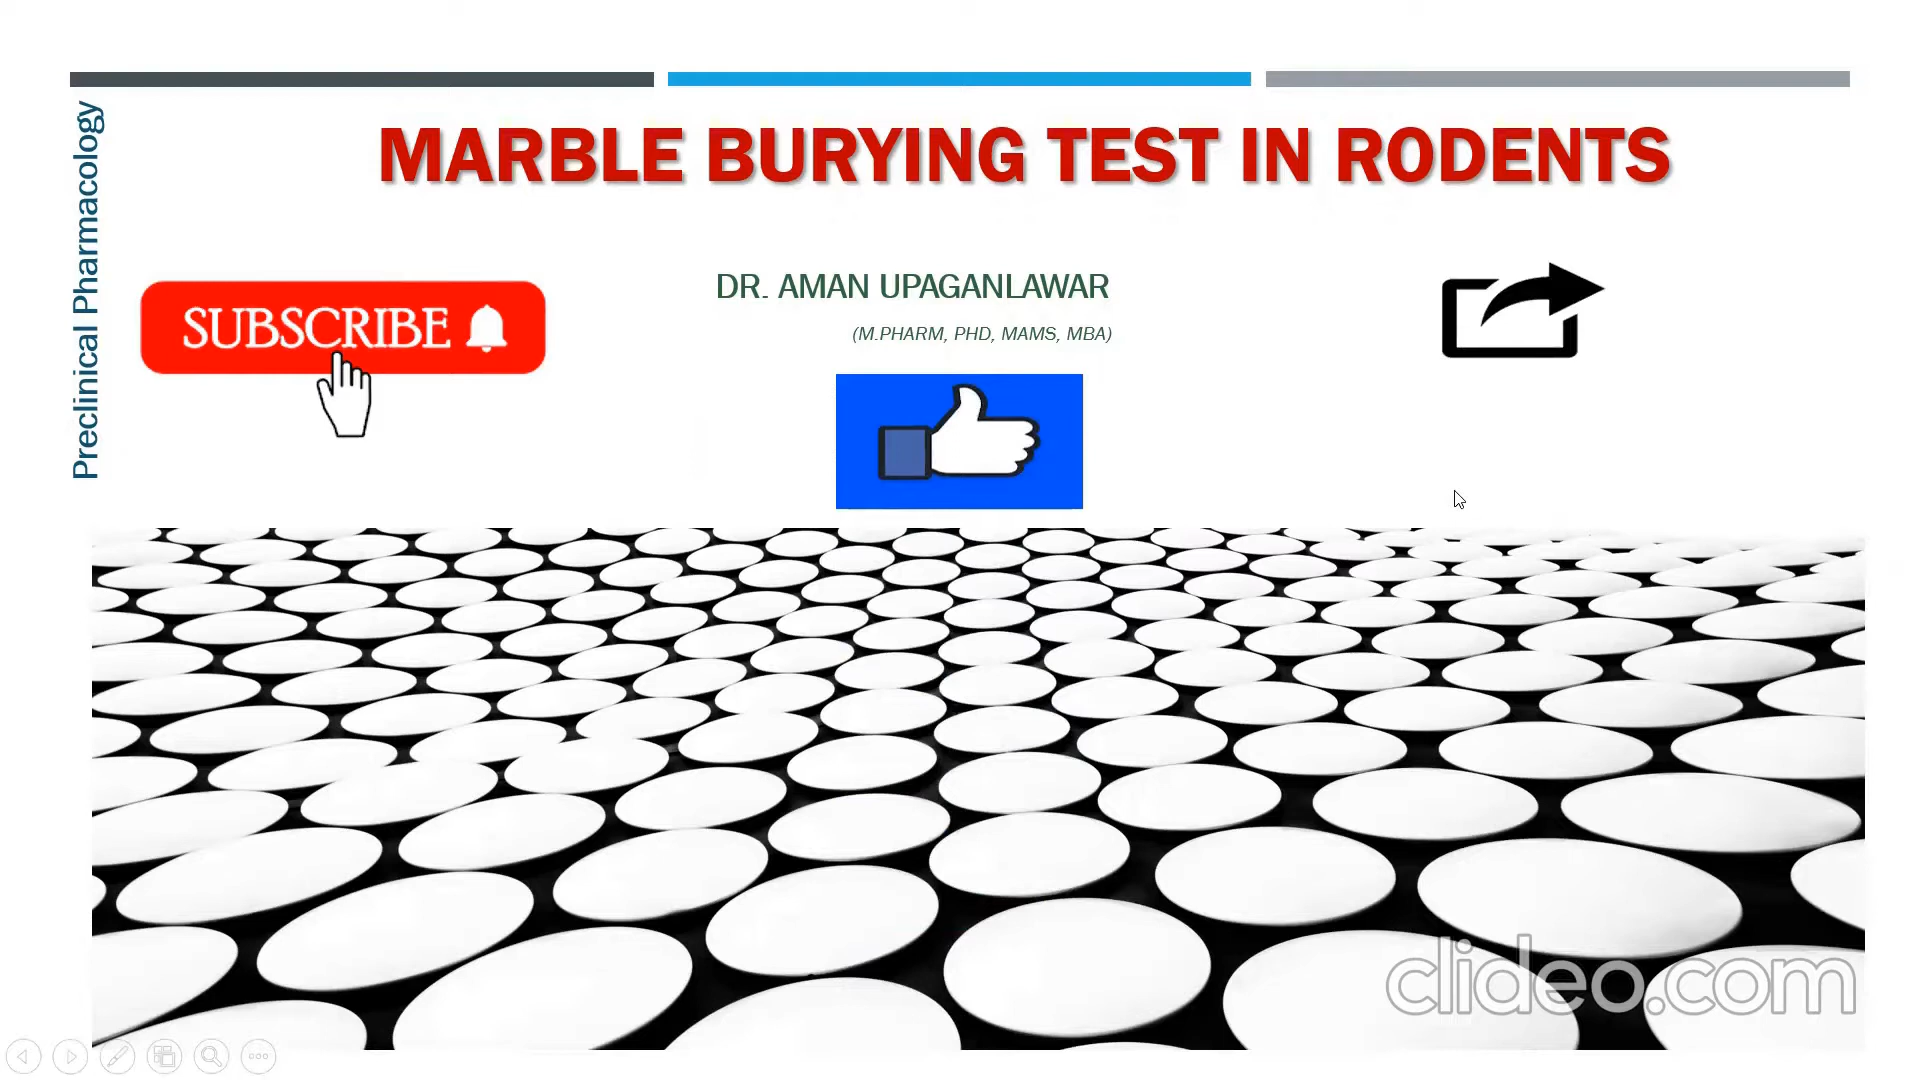 Preclinical Pharmacology
MARBLE BURYING TEST IN RODENTS
DR. AMAN UPAGANLAWAR
(M.PHARM, PHD, MAMS, MBA)
SUBSCRIBE
clideo.com